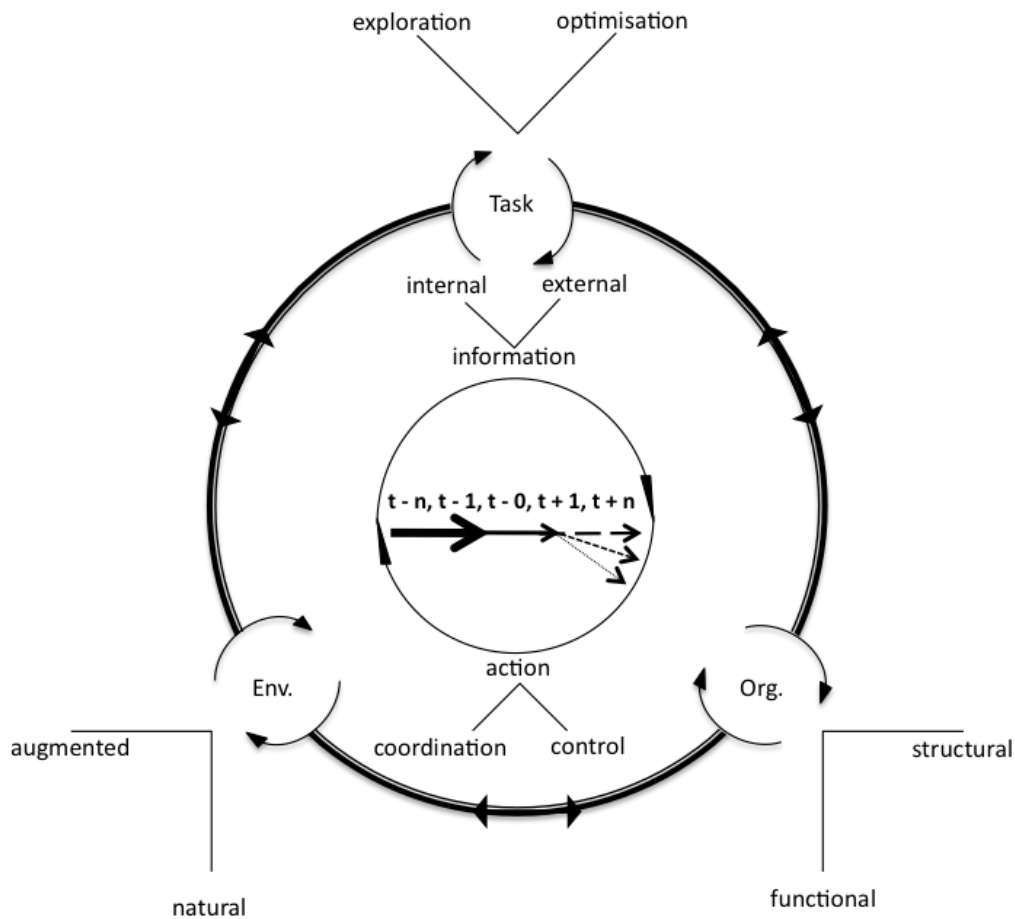 exploration
optimisation
Task
internal
external
information
t - n, t - 1, t - 0, t + 1, t + n
action
Env.
Org.
coordination
control
augmented
structural
natural
functional